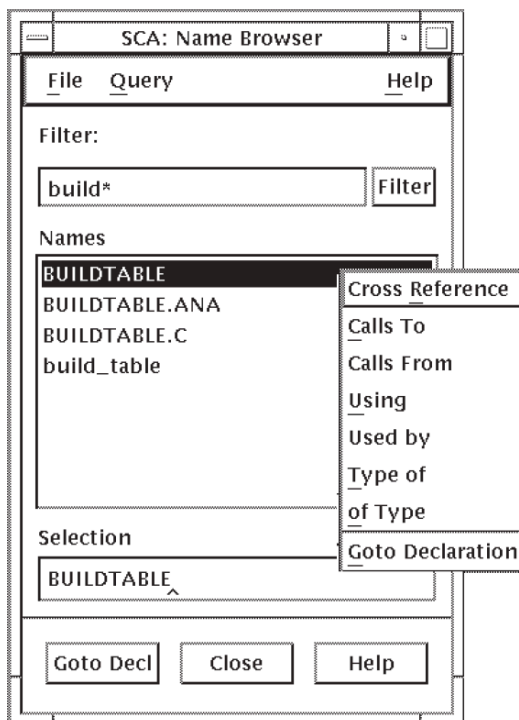 SCA: Name Browser
File Query Help
Filter:
build* Filter
Names
BUILDTABLE
BUILDTABLE.ANA
BUILDTABLE.C
build_table
Cross Reference
Calls To
Calls From
Using
Used by
Type of
of Type
Goto Declaration
Selection
BUILDTABLE
Goto Decl Close Help